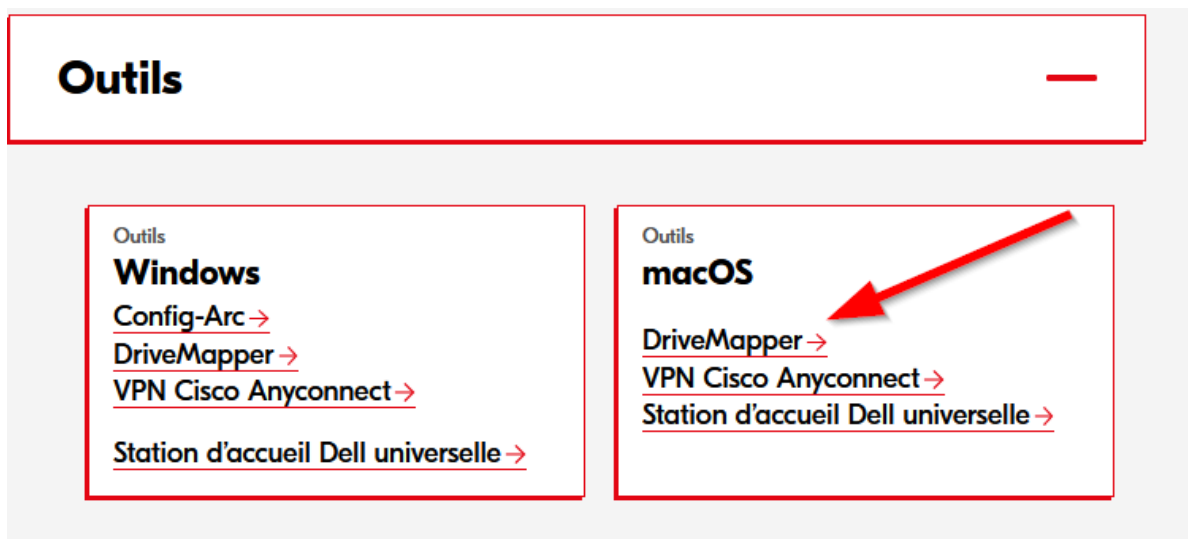 Outils
Outils
Windows
Config-Arc→
DriveMapper→
VPN Cisco Anyconnect→
Station d'accueil Dell universelle→
Outils
macOS
DriveMapper→
VPN Cisco Anyconnect→
Station d'accueil Dell universelle→